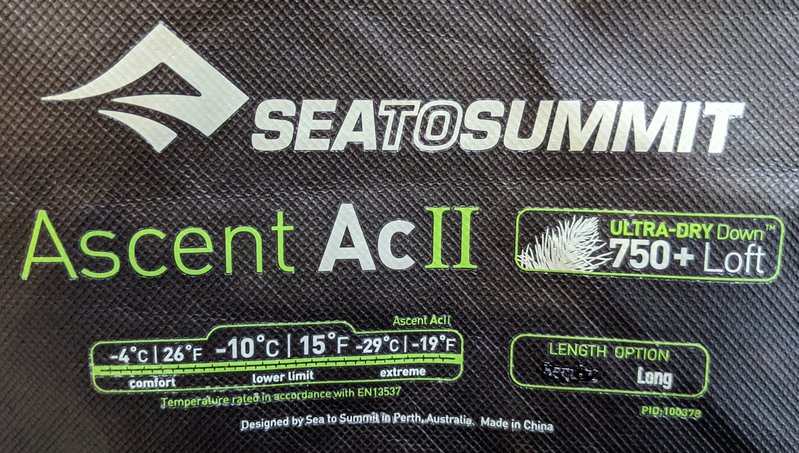 SEATOSUMMIT
Ascent AcII
ULTRA-DRY Down™
750+ Loft
Ascent AcII
-4°C | 26°F -10°C | 15°F -29°C | -19°F
comfort lower limit extreme
Temperature rated in accordance with EN13537
LENGTH OPTION
Long
PID:100378
Designed by Sea to Summit in Perth, Australia. Made in China